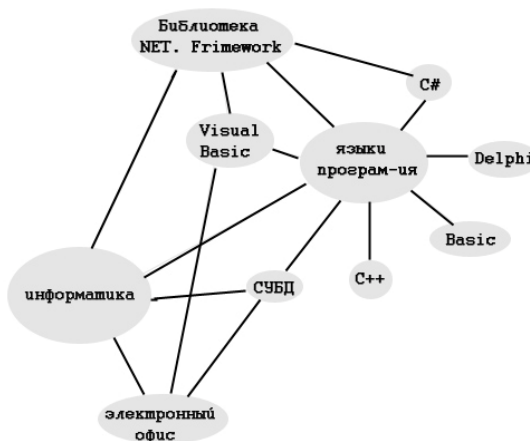 Библиотека
NET. Frimework
C#
Visual
Basic
языки
програм-ия
Delphi
Basic
C++
СУБД
информатика
электронный
офис